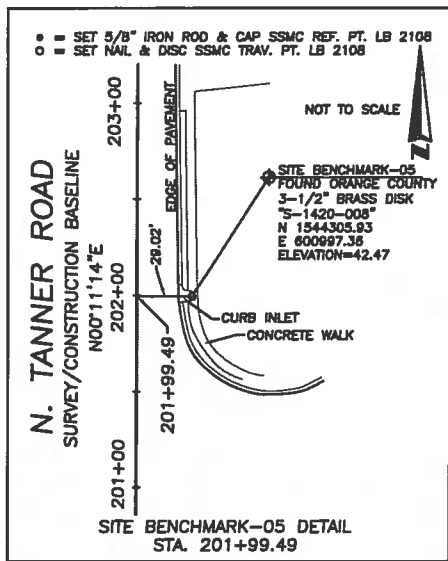 ● = SET 5/8" IRON ROD & CAP SSMC REF. PT. LB 2108
○ = SET NAIL & DISC SSMC TRAV. PT. LB 2108
203+00
EDGE OF PAVEMENT
NOT TO SCALE
N
SITE BENCHMARK-05
FOUND ORANGE COUNTY
3-1/2" BRASS DISK
"S-1420-008"
N 1544305.93
E 600997.36
ELEVATION=42.47
N. TANNER ROAD
SURVEY/CONSTRUCTION BASELINE
N00°11'14"E
29.02'
202+00
CURB INLET
CONCRETE WALK
201+99.49
201+00
SITE BENCHMARK-05 DETAIL
STA. 201+99.49